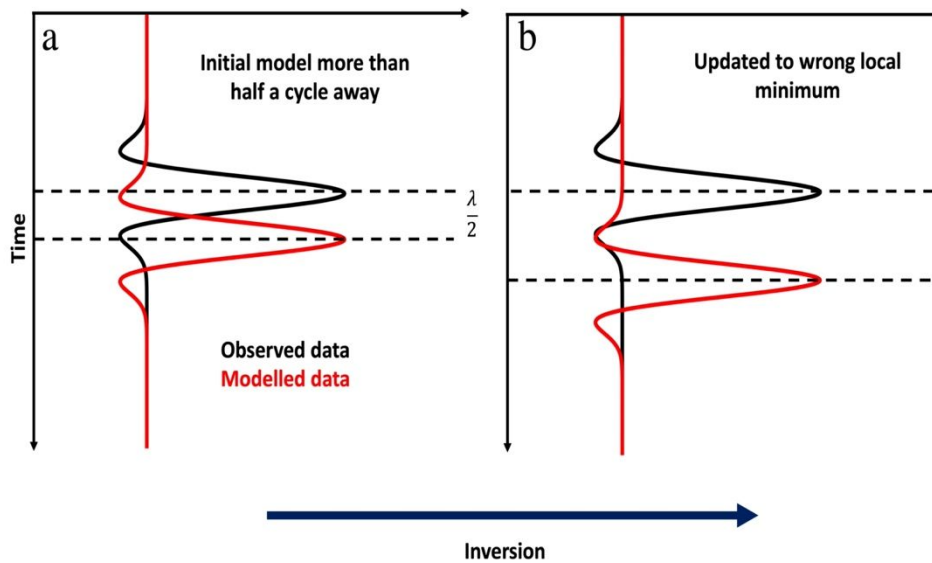 a
Initial model more than
half a cycle away
b
Updated to wrong local
minimum
λ
2
Time
Observed data
Modelled data
Inversion